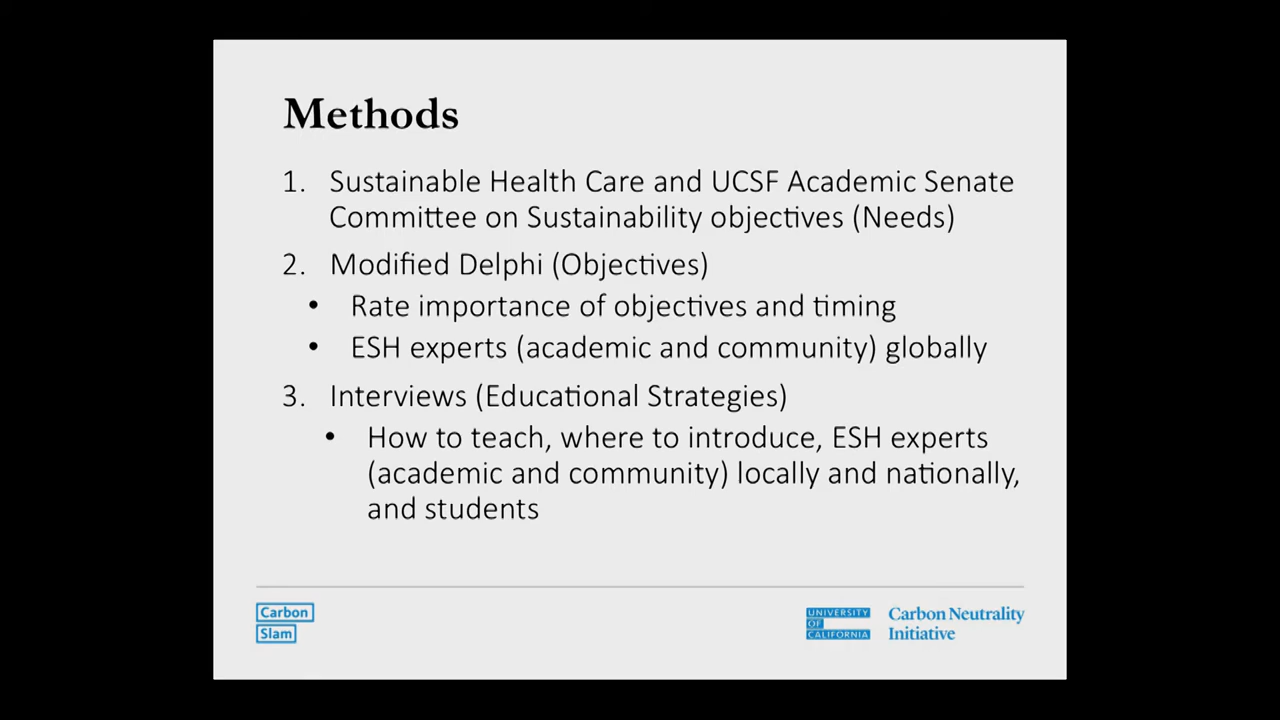 Methods
1. Sustainable Health Care and UCSF Academic Senate
Committee on Sustainability objectives (Needs)
2. Modified Delphi (Objectives)
• Rate importance of objectives and timing
• ESH experts (academic and community) globally
3. Interviews (Educational Strategies)
• How to teach, where to introduce, ESH experts
(academic and community) locally and nationally,
and students
Carbon
Slam
UNIVERSITY
OF
CALIFORNIA
Carbon Neutrality
Initiative